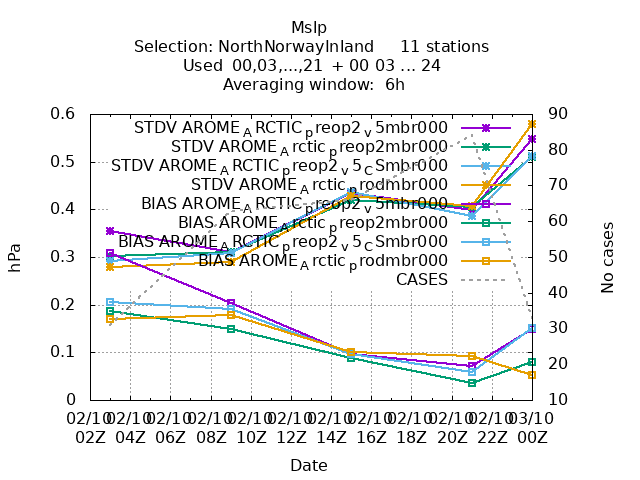 Mslp
Selection: NorthNorwayInland     11 stations
Used  00,03,...,21  + 00 03 ... 24
Averaging window:  6h
STDV AROME_ARCTIC_preop2_v5mbr000
STDV AROME_Arctic_preop2mbr000
STDV AROME_ARCTIC_preop2_v5_CSmbr000
STDV AROME_Arctic_prodmbr000
BIAS AROME_ARCTIC_preop2_v5mbr000
BIAS AROME_Arctic_preop2mbr000
BIAS AROME_ARCTIC_preop2_v5_CSmbr000
BIAS AROME_Arctic_prodmbr000
CASES
hPa
0.6
0.5
0.4
0.3
0.2
0.1
0
No cases
90
80
70
60
50
40
30
20
10
02/10 02/10 02/10 02/10 02/10 02/10 02/10 02/10 02/10 02/10 02/10 03/10
02Z 04Z 06Z 08Z 10Z 12Z 14Z 16Z 18Z 20Z 22Z 00Z
Date